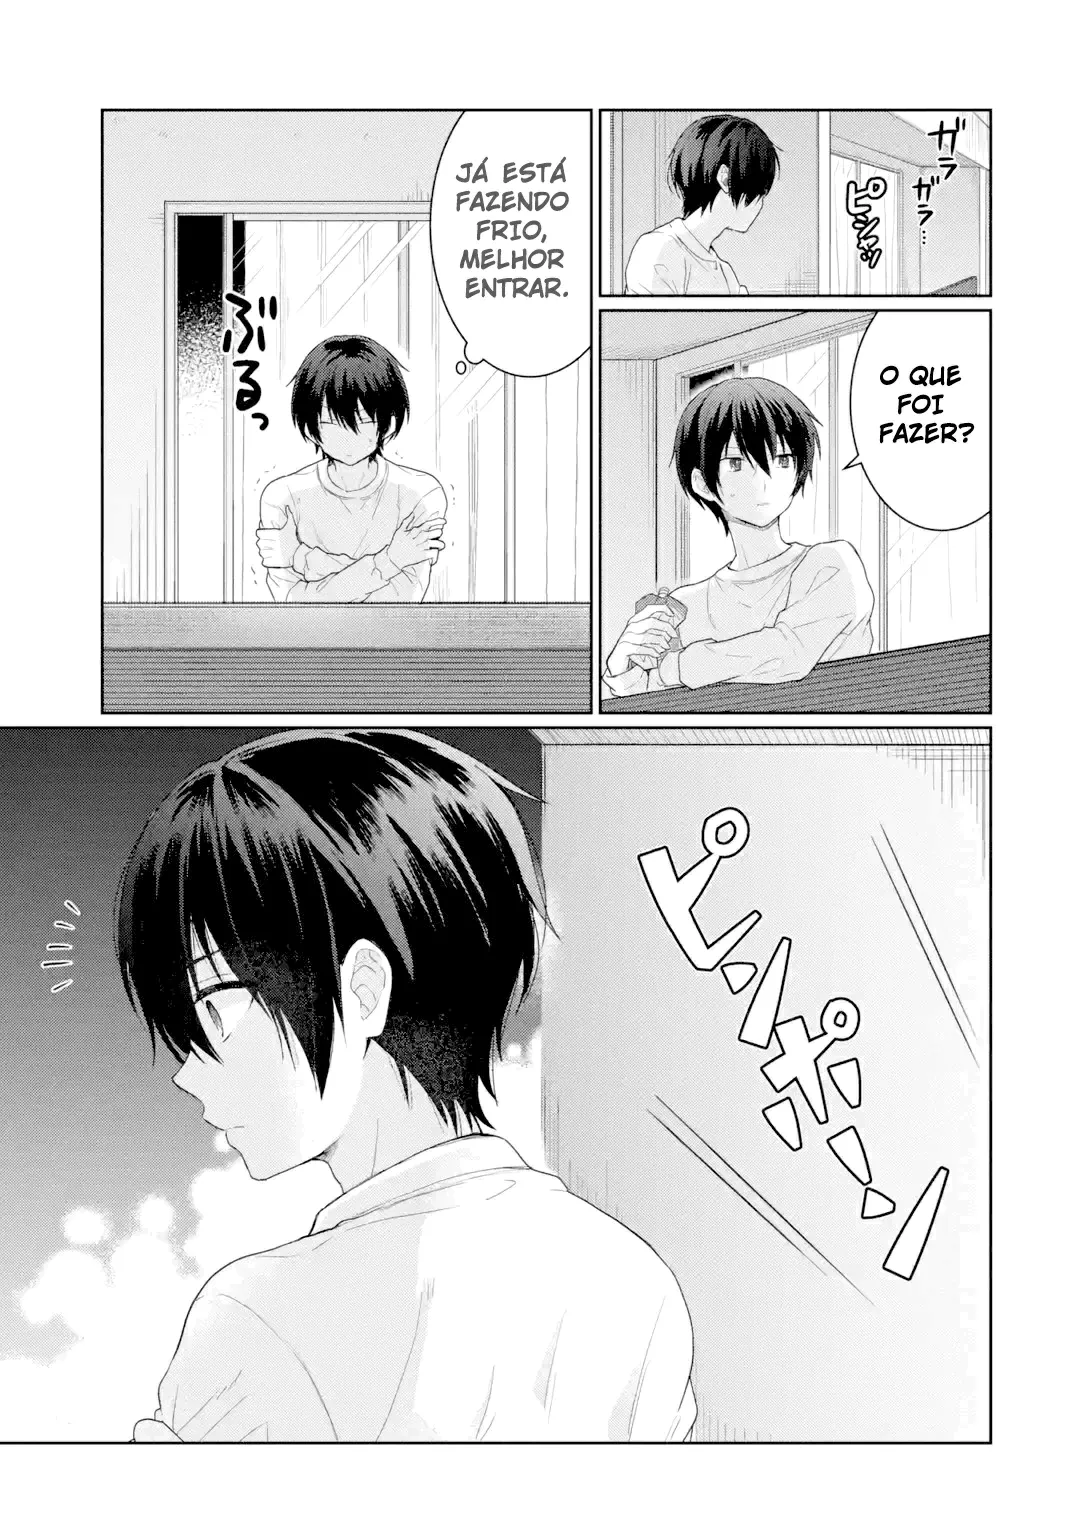 ガラ
ガラ…
ピシャッ
O QUE
FOI
FAZER?
JÁ ESTÁ
FAZENDO
FRIO,
MELHOR
ENTRAR.
ぶるっ
ピンポーン